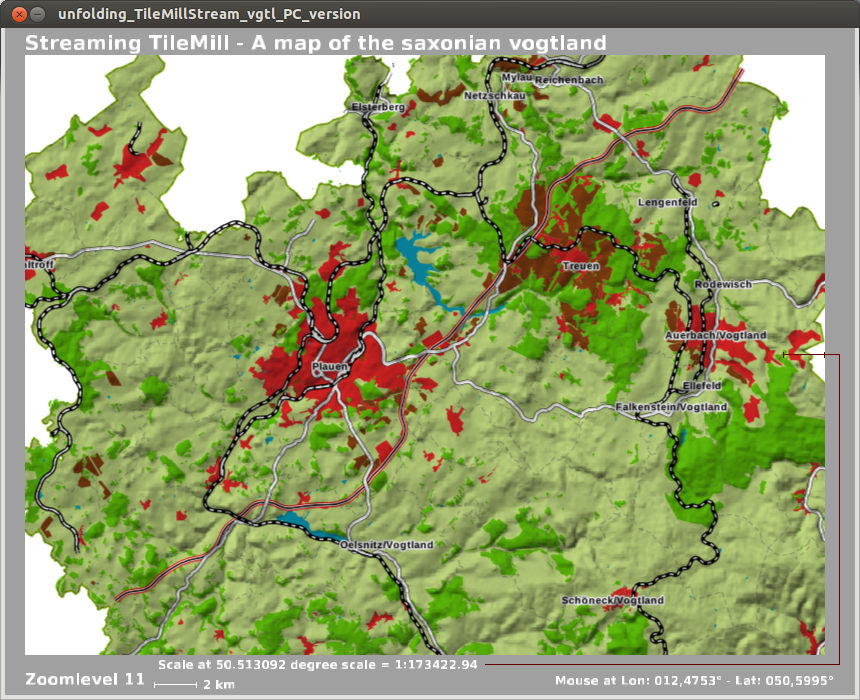 unfolding_TileMillStream_vgtl_PC_version
Streaming TileMill - A map of the saxonian vogtland
Mylau
Reichenbach
Netzschkau
Elsterberg
Lengenfeld
ltroff
Treuen
Rodewisch
Auerbach/Vogtland
Plauen
Ellefeld
Falkenstein/Vogtland
Oelsnitz/Vogtland
Schöneck/Vogtland
Scale at 50.513092 degree scale = 1:173422.94
Zoomlevel 11
2 km
Mouse at Lon: 012,4753° - Lat: 050,5995°